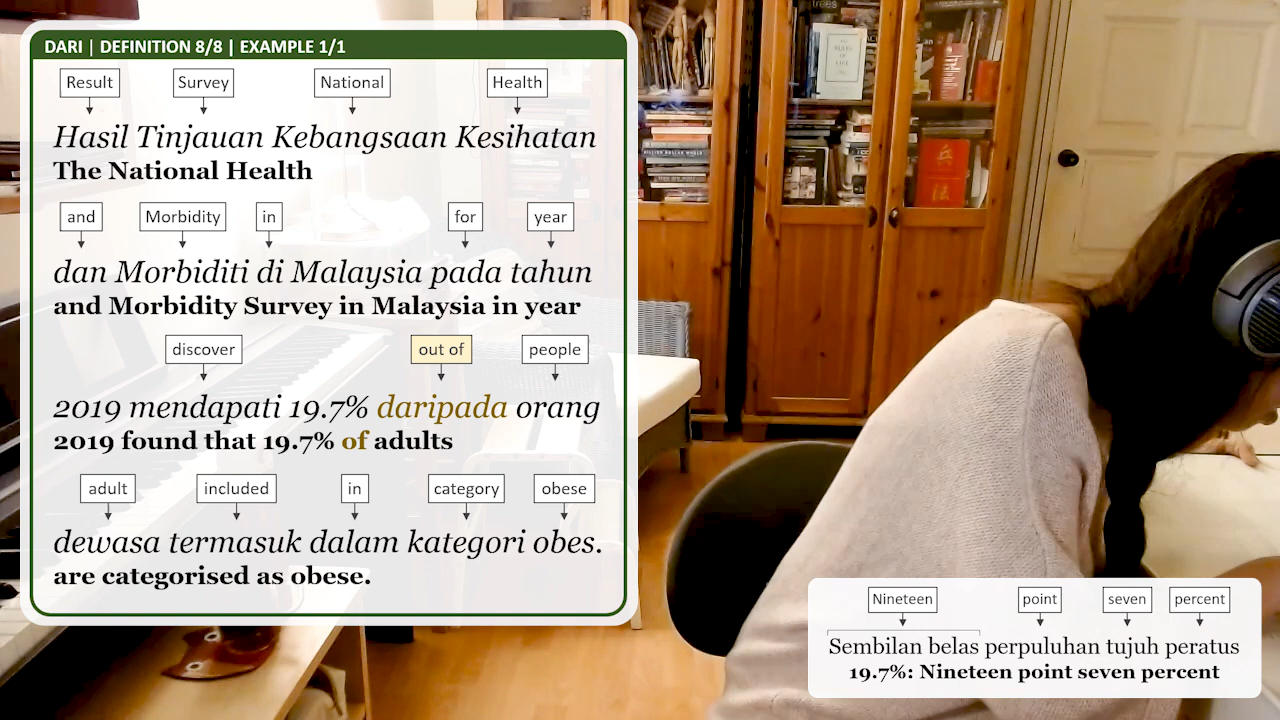 DARI | DEFINITION 8/8 | EXAMPLE 1/1
Result Survey National Health
Hasil Tinjauan Kebangsaan Kesihatan
The National Health
and Morbidity in for year
dan Morbiditi di Malaysia pada tahun
and Morbidity Survey in Malaysia in year
discover out of people
2019 mendapati 19.7% daripada orang
2019 found that 19.7% of adults
adult included in category obese
dewasa termasuk dalam kategori obes.
are categorised as obese.
Nineteen point seven percent
Sembilan belas perpuluhan tujuh peratus
19.7%: Nineteen point seven percent
兵
法